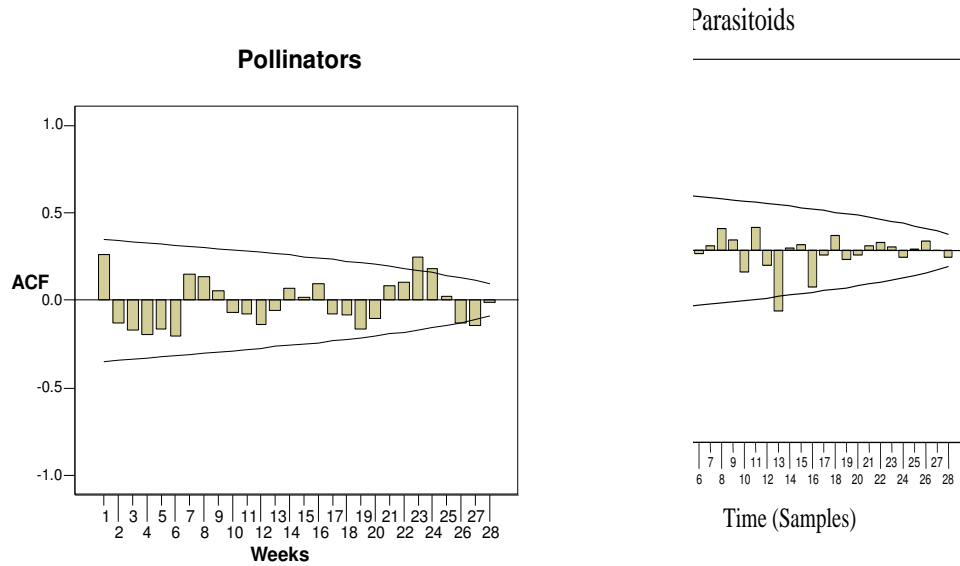 Pollinators
1.0
0.5
ACF
0.0
-0.5
-1.0
1 3 5 7 9 11 13 15 17 19 21 23 25 27
2 4 6 8 10 12 14 16 18 20 22 24 26 28
Weeks
Parasitoids
7 9 11 13 15 17 19 21 23 25 27
6 8 10 12 14 16 18 20 22 24 26 28
Time (Samples)